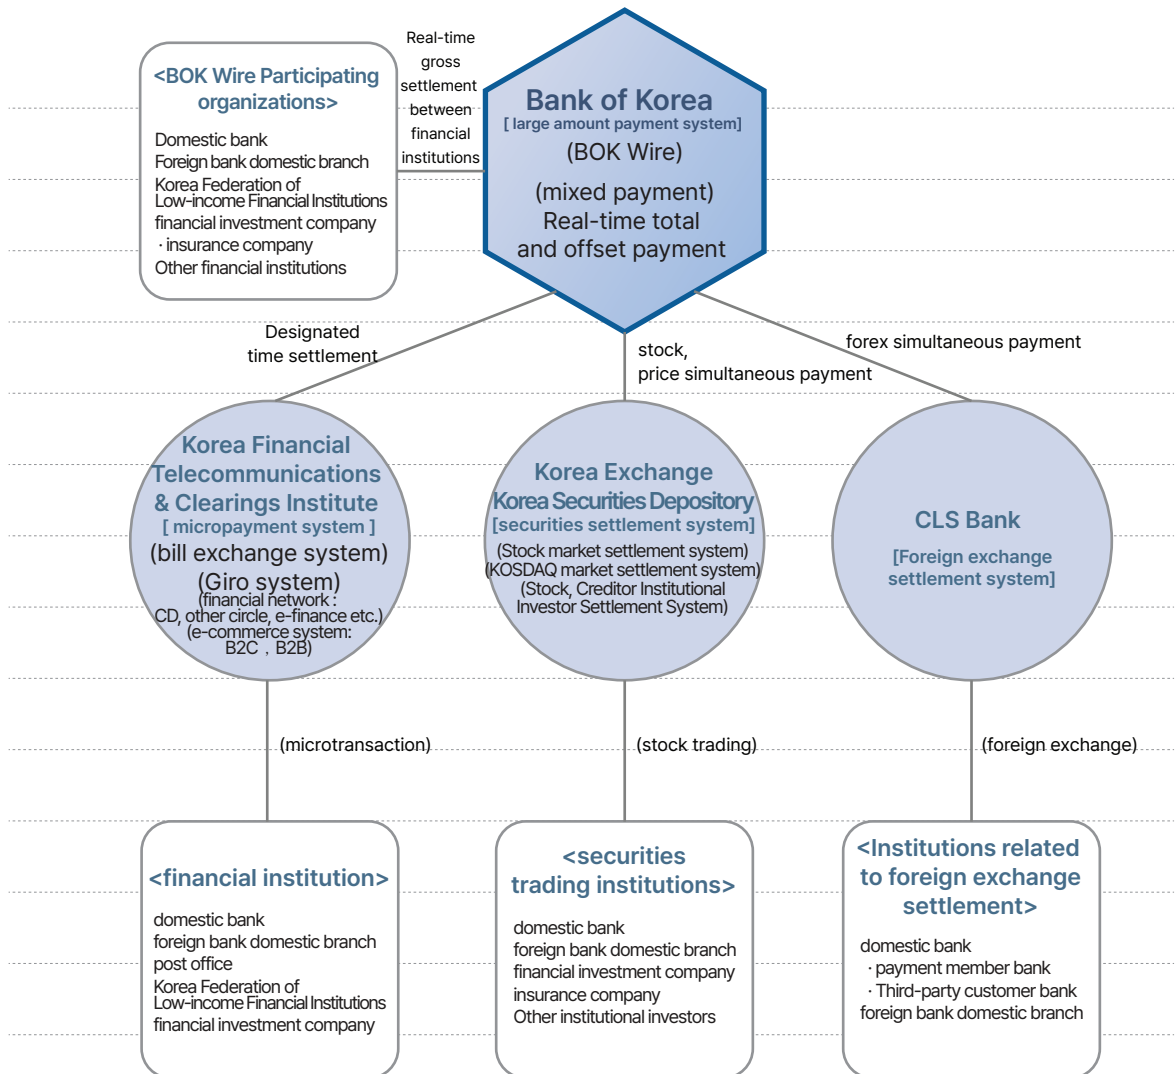 <BOK Wire Participating
organizations>
Domestic bank
Foreign bank domestic branch
Korea Federation of
Low-income Financial Institutions
financial investment company
· insurance company
Other financial institutions
Real-time
gross
settlement
between
financial
institutions
Bank of Korea
[ large amount payment system]
(BOK Wire)
(mixed payment)
Real-time total
and offset payment
Designated
time settlement
stock,
price simultaneous payment
forex simultaneous payment
Korea Financial
Telecommunications
& Clearings Institute
[ micropayment system ]
(bill exchange system)
(Giro system)
(financial network :
CD, other circle, e-finance etc.)
(e-commerce system:
B2C , B2B)
Korea Exchange
Korea Securities Depository
[securities settlement system]
(Stock market settlement system)
(KOSDAQ market settlement system)
(Stock, Creditor Institutional
Investor Settlement System)
CLS Bank
[Foreign exchange
settlement system]
(microtransaction)
(stock trading)
(foreign exchange)
<financial institution>
domestic bank
foreign bank domestic branch
post office
Korea Federation of
Low-income Financial Institutions
financial investment company
<securities
trading institutions>
domestic bank
foreign bank domestic branch
financial investment company
insurance company
Other institutional investors
<Institutions related
to foreign exchange
settlement>
domestic bank
· payment member bank
· Third-party customer bank
foreign bank domestic branch